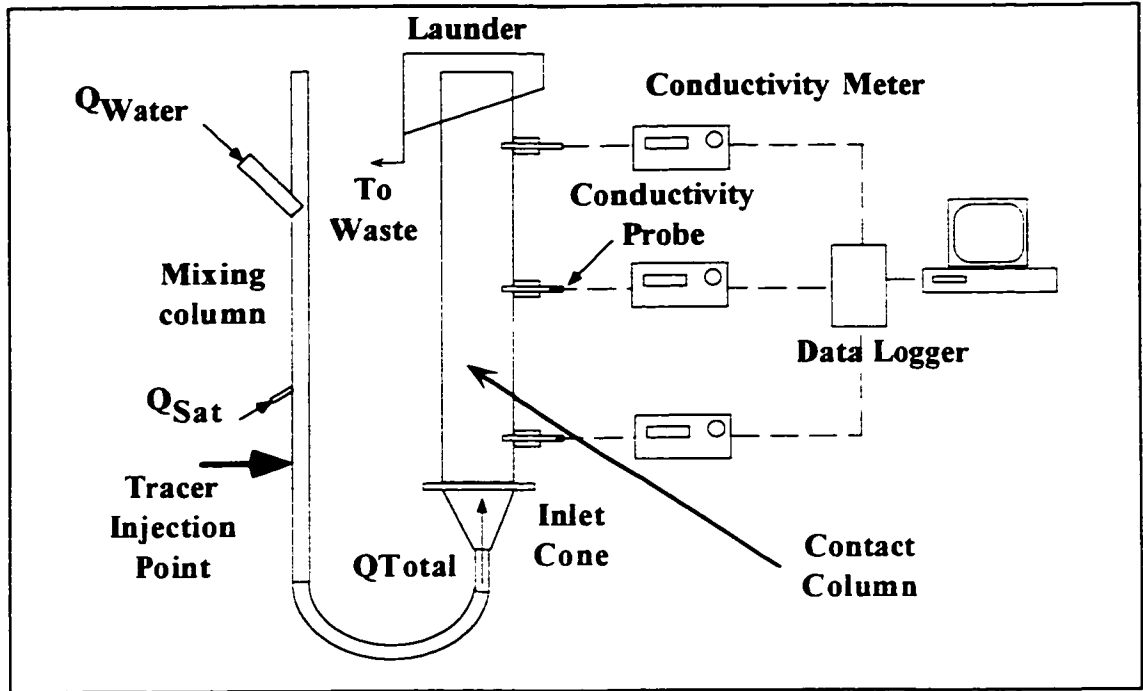 Launder
QWater
Conductivity Meter
To
Waste
Conductivity
Probe
Mixing
column
Data Logger
QSat
Tracer
Injection
Point
Inlet
Cone
QTotal
Contact
Column